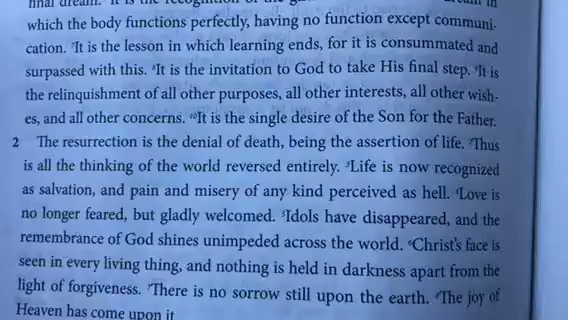 final dream. It is the recognition of the
which the body functions perfectly, having no function except communi-
cation. ⁷It is the lesson in which learning ends, for it is consummated and
surpassed with this. ⁸It is the invitation to God to take His final step. ⁹It is
the relinquishment of all other purposes, all other interests, all other wish-
es, and all other concerns. ¹⁰It is the single desire of the Son for the Father.
2 The resurrection is the denial of death, being the assertion of life. ²Thus
is all the thinking of the world reversed entirely. ³Life is now recognized
as salvation, and pain and misery of any kind perceived as hell. ⁴Love is
no longer feared, but gladly welcomed. ⁵Idols have disappeared, and the
remembrance of God shines unimpeded across the world. ⁶Christ's face is
seen in every living thing, and nothing is held in darkness apart from the
light of forgiveness. ⁷There is no sorrow still upon the earth. ⁸The joy of
Heaven has come upon it